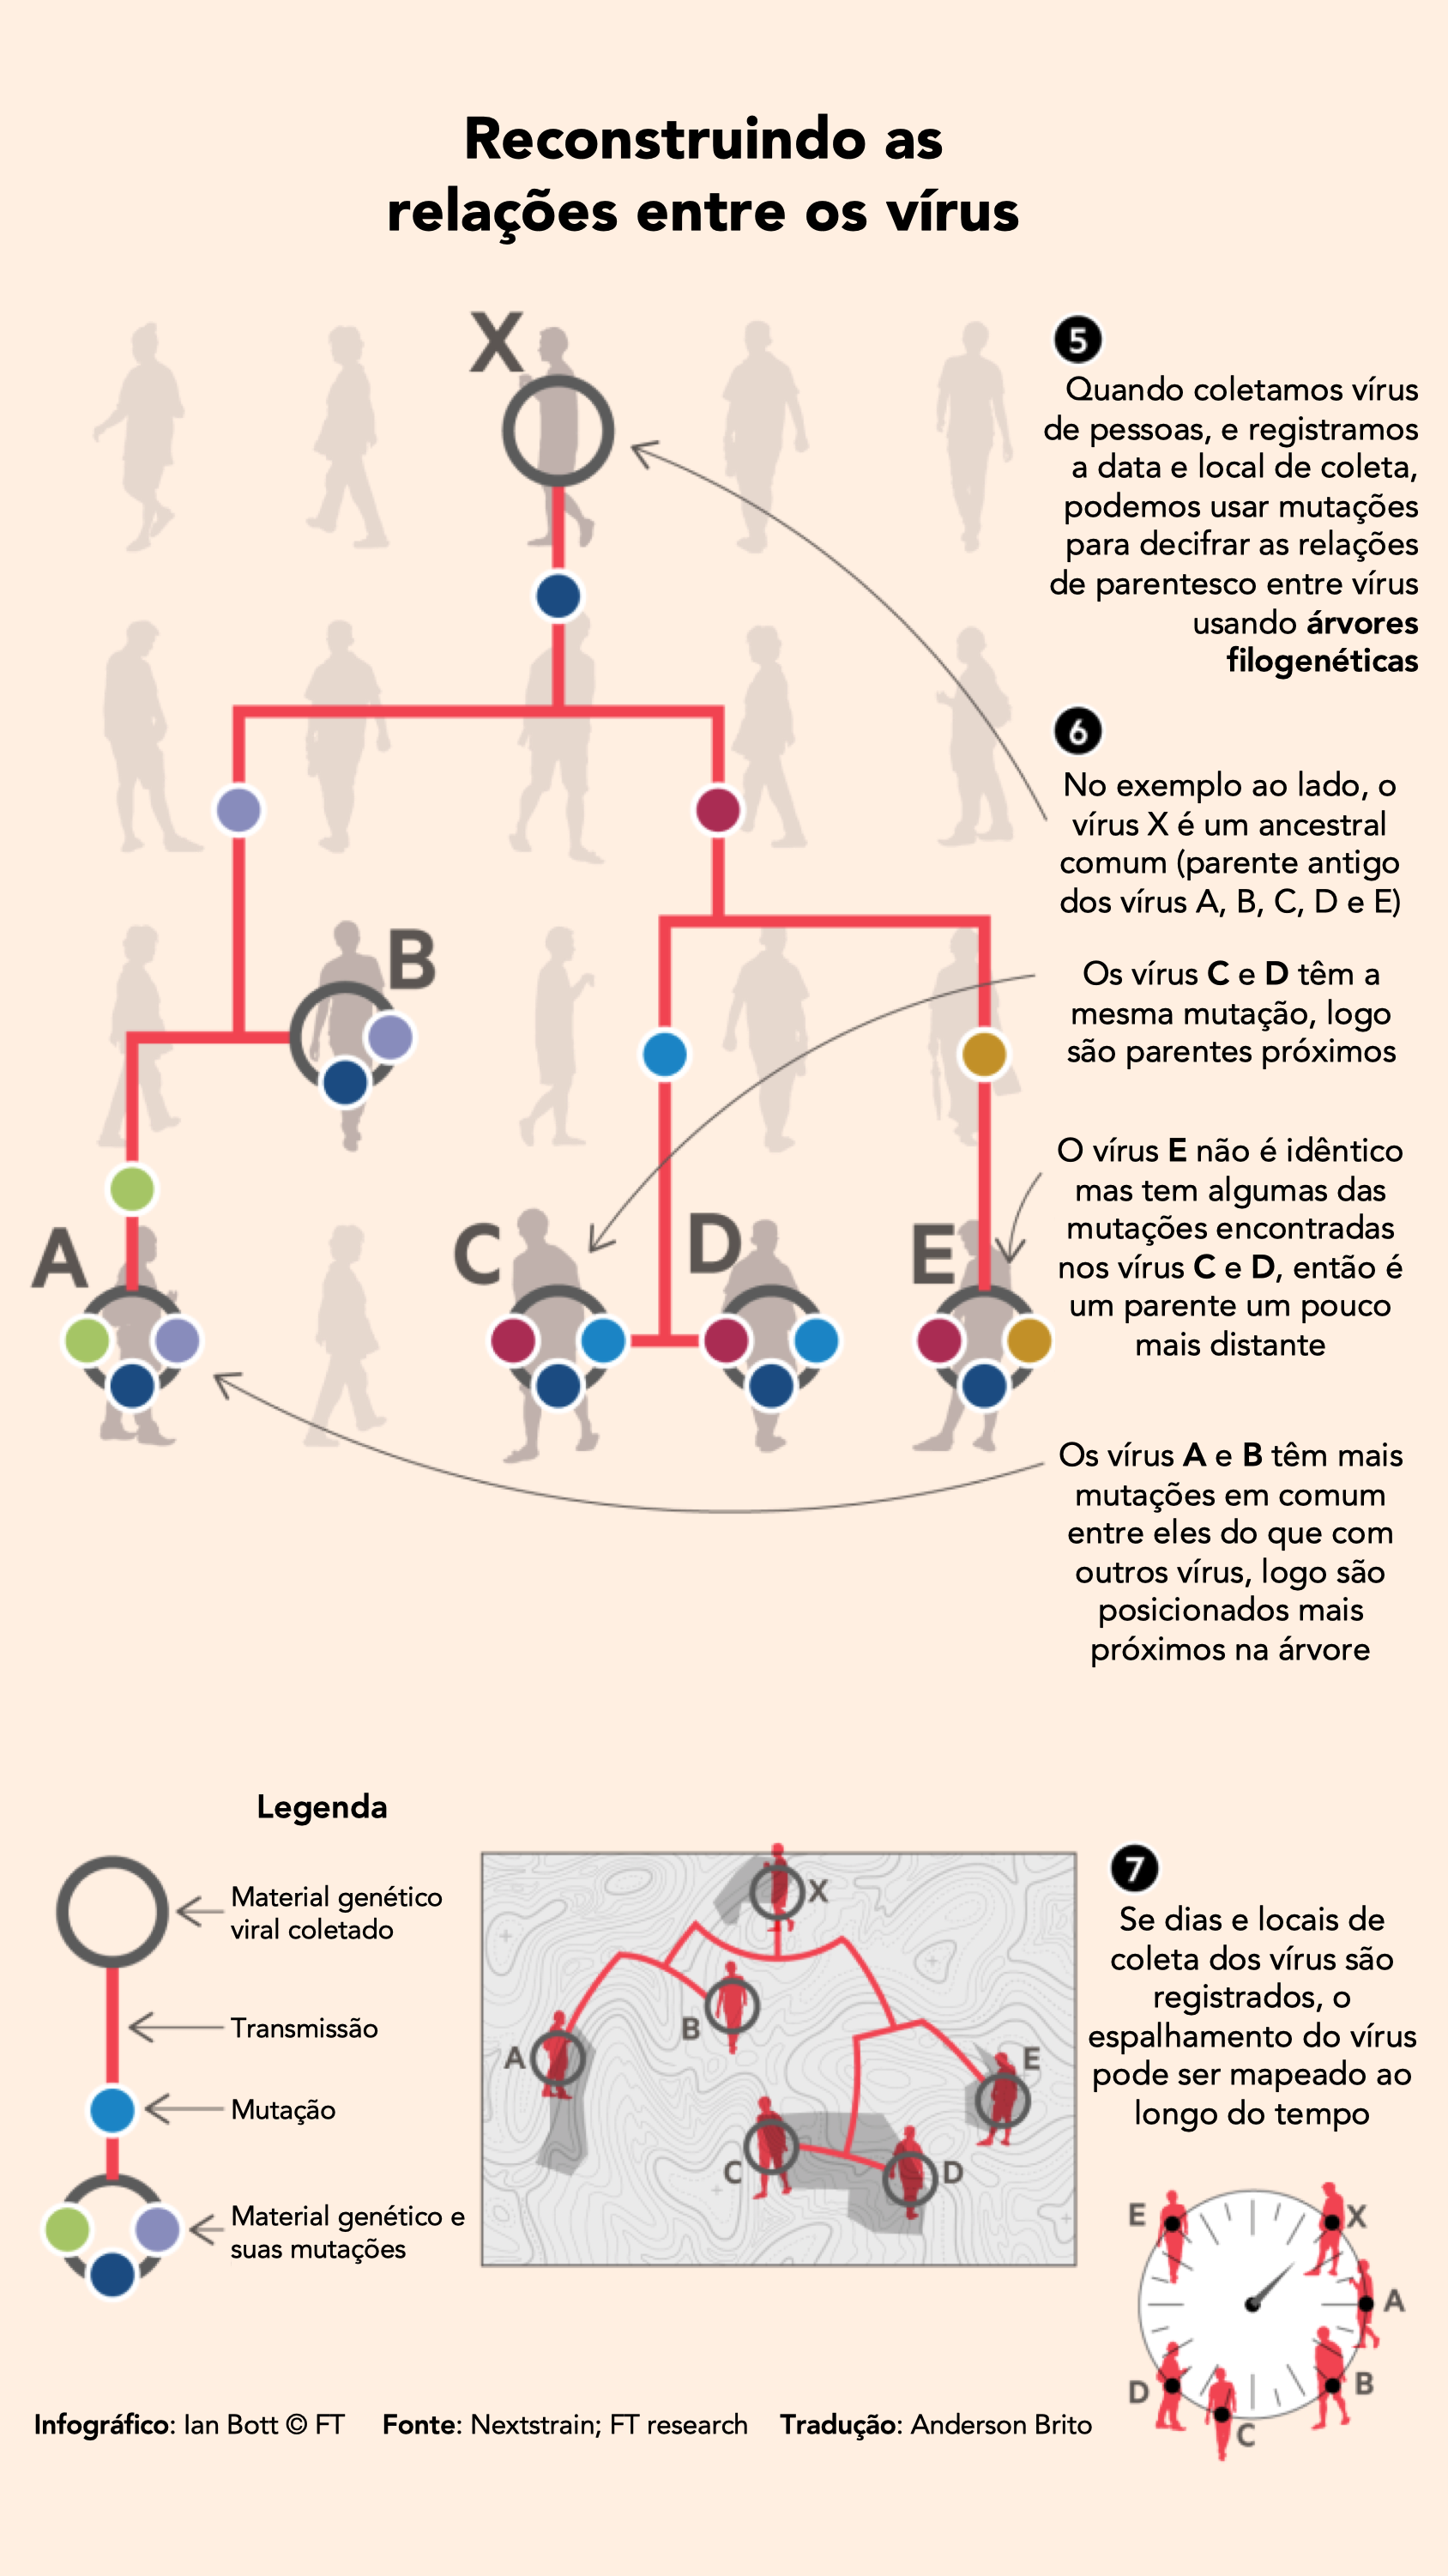 Reconstruindo as
relações entre os vírus
X
5
Quando coletamos vírus
de pessoas, e registramos
a data e local de coleta,
podemos usar mutações
para decifrar as relações
de parentesco entre vírus
usando árvores
filogenéticas
6
No exemplo ao lado, o
vírus X é um ancestral
comum (parente antigo
dos vírus A, B, C, D e E)
B
Os vírus C e D têm a
mesma mutação, logo
são parentes próximos
A
C
D
E
O vírus E não é idêntico
mas tem algumas das
mutações encontradas
nos vírus C e D, então é
um parente um pouco
mais distante
Os vírus A e B têm mais
mutações em comum
entre eles do que com
outros vírus, logo são
posicionados mais
próximos na árvore
Legenda
Material genético
viral coletado
Transmissão
Mutação
Material genético e
suas mutações
X
B
A
E
C
D
7
Se dias e locais de
coleta dos vírus são
registrados, o
espalhamento do vírus
pode ser mapeado ao
longo do tempo
E
X
A
D
B
C
Infográfico: Ian Bott © FT Fonte: Nextstrain; FT research Tradução: Anderson Brito